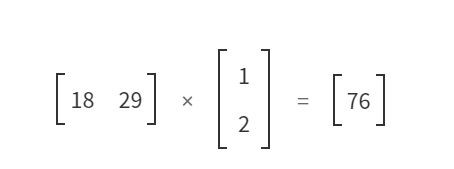 [ 18 29 ] × [ 1
2 ] = [ 76 ]